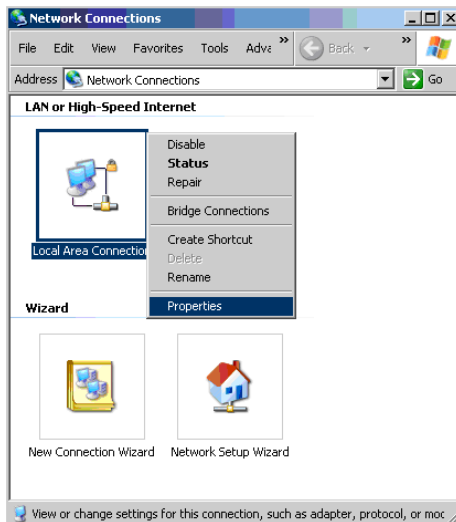 Network Connections
File Edit View Favorites Tools Adva » Back »
Address Network Connections Go
LAN or High-Speed Internet
Local Area Connection
Disable
Status
Repair
Bridge Connections
Create Shortcut
Delete
Rename
Properties
Wizard
New Connection Wizard Network Setup Wizard
View or change settings for this connection, such as adapter, protocol, or moc